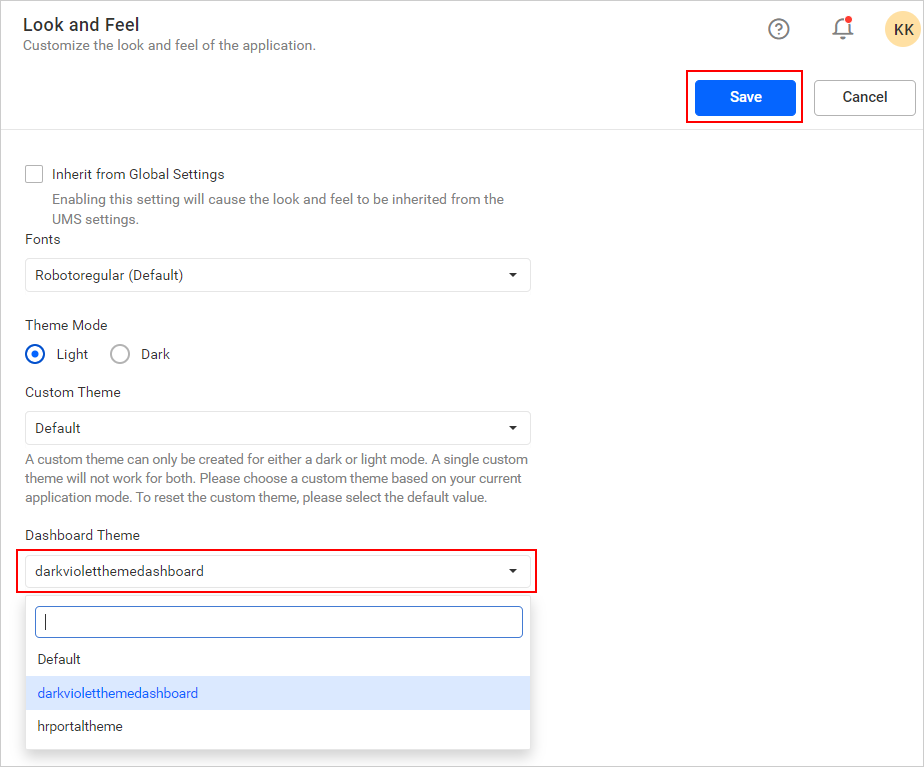 Look and Feel
Customize the look and feel of the application.
KK
Save
Cancel
Inherit from Global Settings
Enabling this setting will cause the look and feel to be inherited from the
UMS settings.
Fonts
Robotoregular (Default)
Theme Mode
Light
Dark
Custom Theme
Default
A custom theme can only be created for either a dark or light mode. A single custom
theme will not work for both. Please choose a custom theme based on your current
application mode. To reset the custom theme, please select the default value.
Dashboard Theme
darkvioletthemedashboard
Default
darkvioletthemedashboard
hrportaltheme